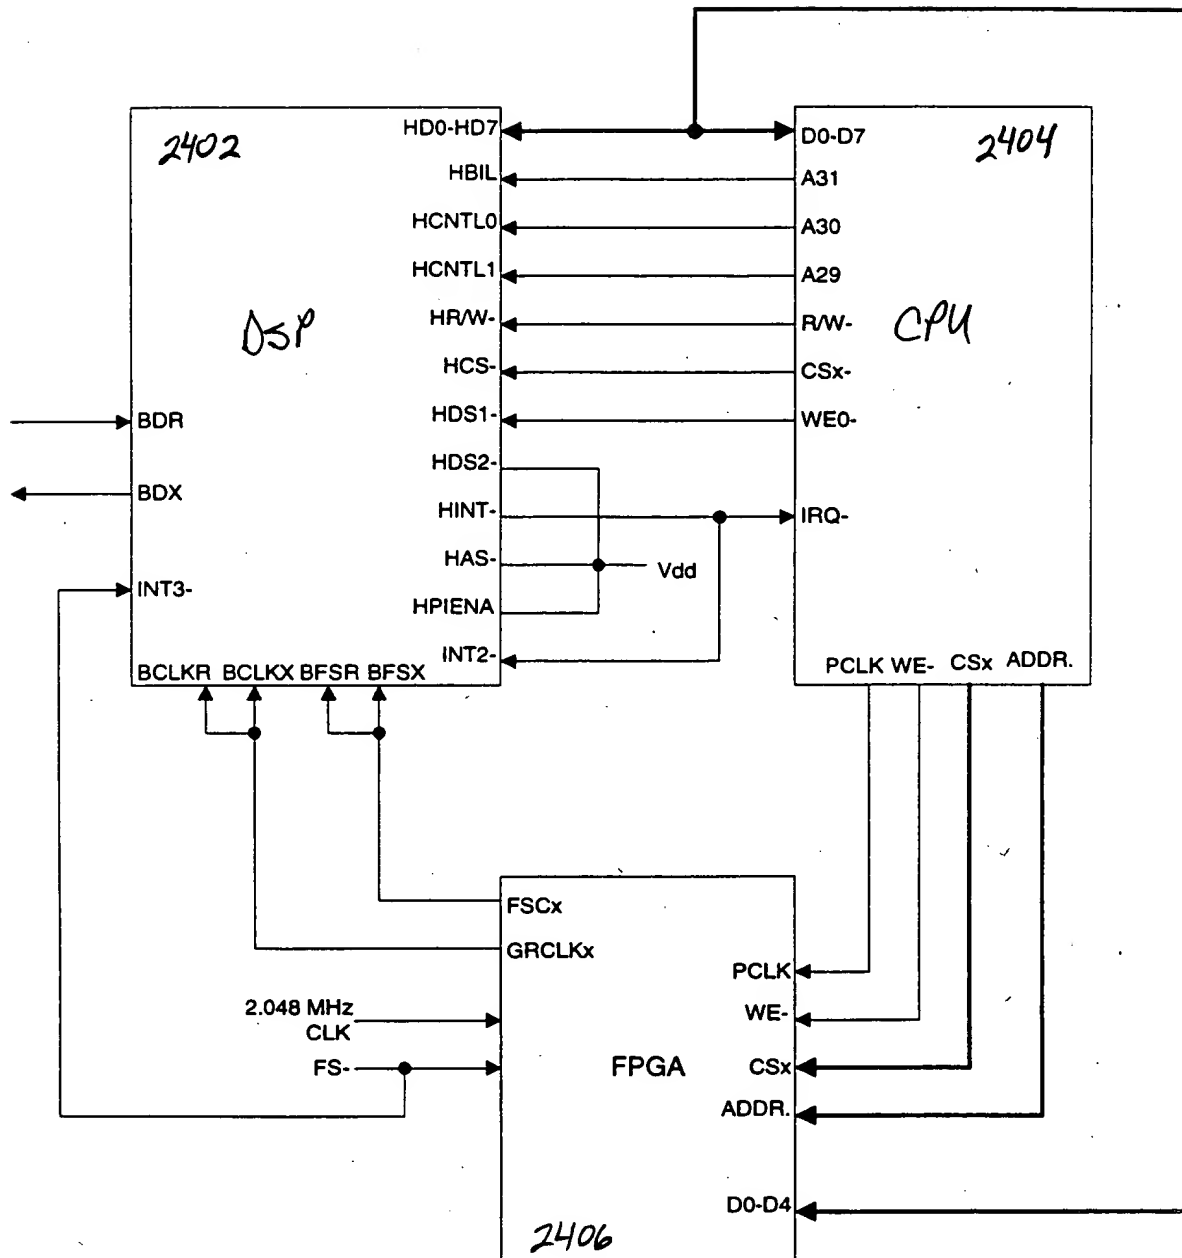 2402
HD0-HD7
HBIL
HCNTL0
HCNTL1
HR/W-
HCS-
HDS1-
HDS2-
HINT-
HAS-
HPIENA
INT2-
DSP
BDR
BDX
INT3-
BCLKR BCLKX BFSR BFSX
Vdd
D0-D7
2404
A31
A30
A29
R/W-
CPU
CSx-
WE0-
IRQ-
PCLK WE- CSx ADDR.
FSCx
GRCLKx
2.048 MHz
CLK
FS-
FPGA
PCLK
WE-
CSx
ADDR.
D0-D4
2406